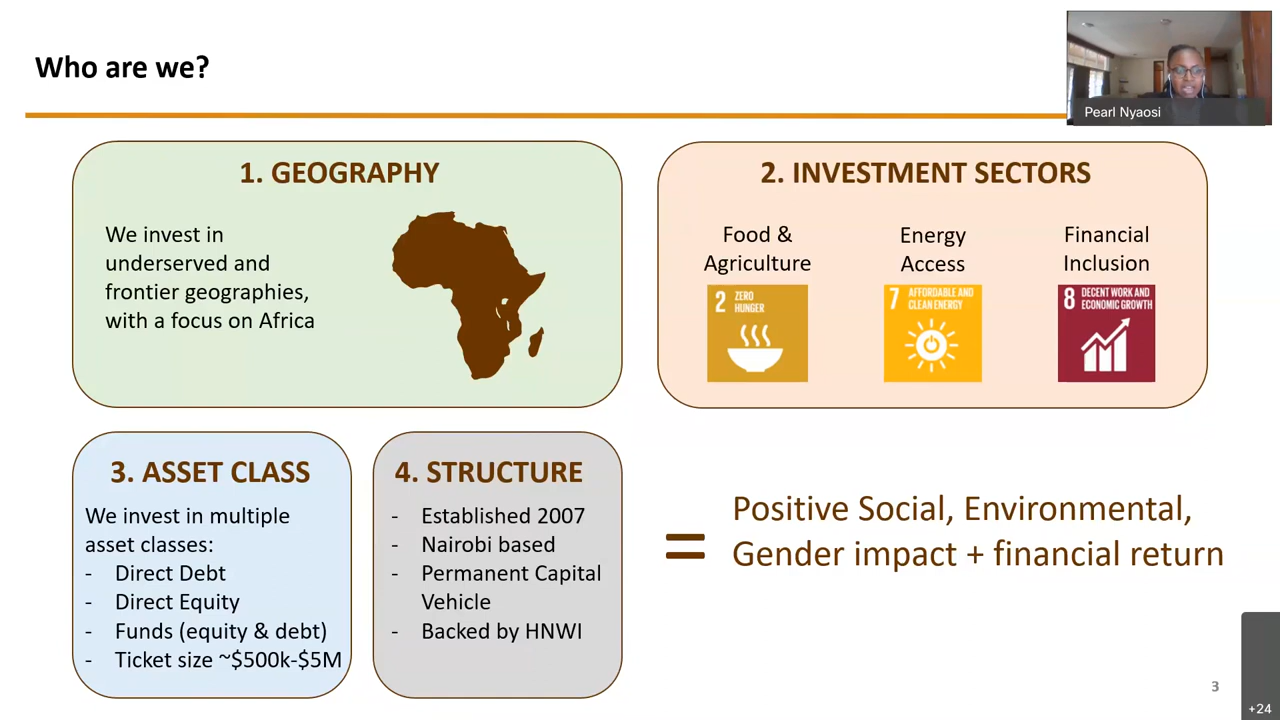 Who are we?
Pearl Nyaosi
1. GEOGRAPHY
We invest in
underserved and
frontier geographies,
with a focus on Africa
2. INVESTMENT SECTORS
Food &
Agriculture
2 ZERO
HUNGER
Energy
Access
7 AFFORDABLE AND
CLEAN ENERGY
Financial
Inclusion
8 DECENT WORK AND
ECONOMIC GROWTH
3. ASSET CLASS
We invest in multiple
asset classes:
- Direct Debt
- Direct Equity
- Funds (equity & debt)
- Ticket size ~$500k-$5M
4. STRUCTURE
- Established 2007
- Nairobi based
- Permanent Capital
Vehicle
- Backed by HNWI
= Positive Social, Environmental,
Gender impact + financial return
3
+24